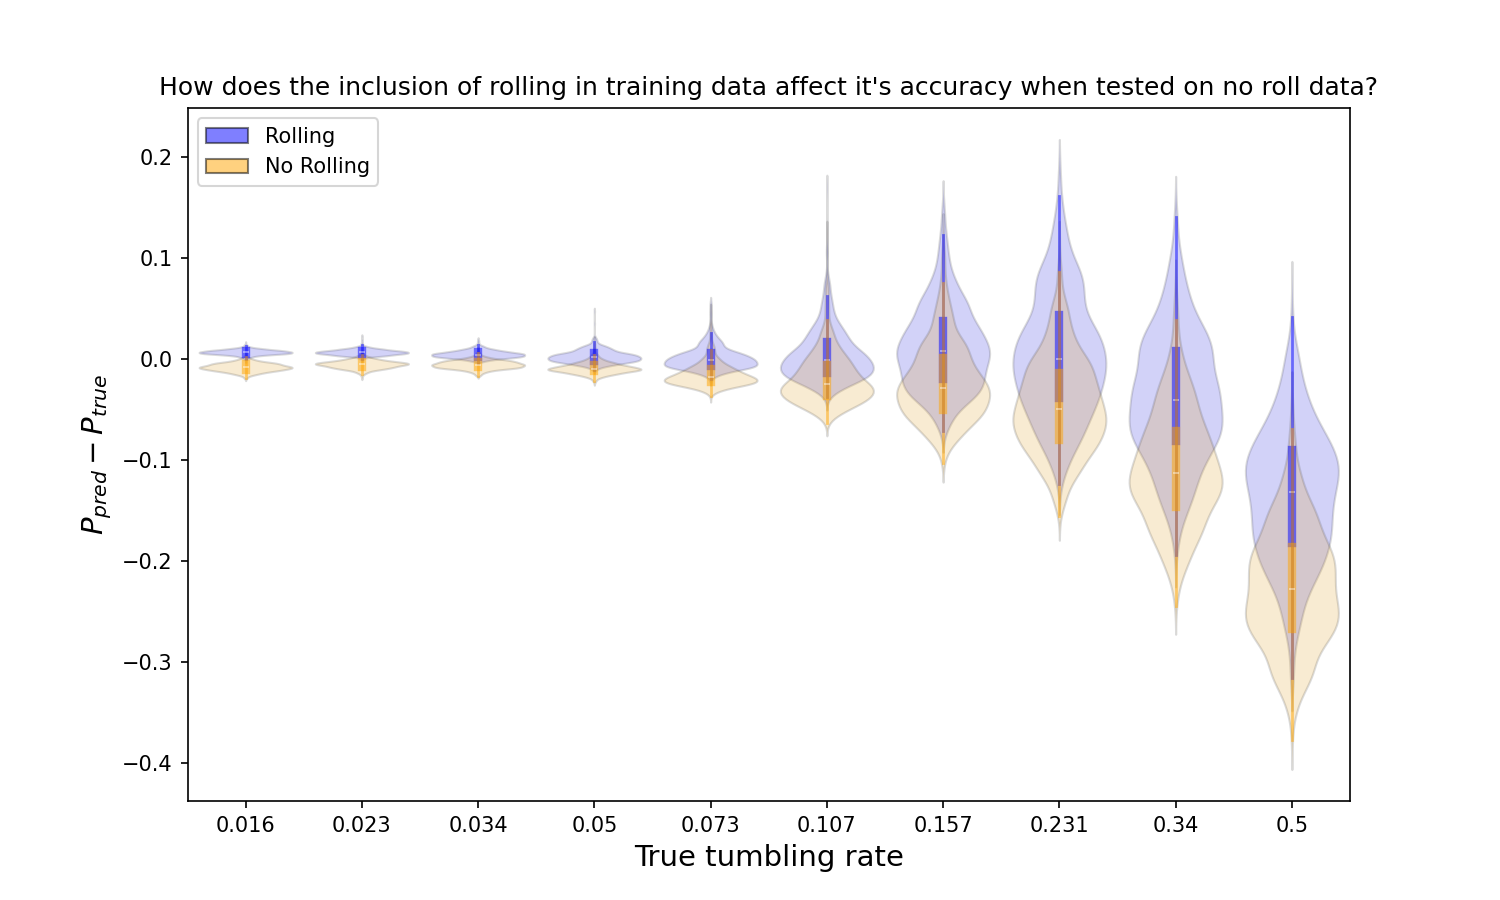 How does the inclusion of rolling in training data affect it's accuracy when tested on no roll data?
Rolling
No Rolling
0.2
0.1
0.0
−0.1
−0.2
−0.3
−0.4
P_pred − P_true
0.016 0.023 0.034 0.05 0.073 0.107 0.157 0.231 0.34 0.5
True tumbling rate